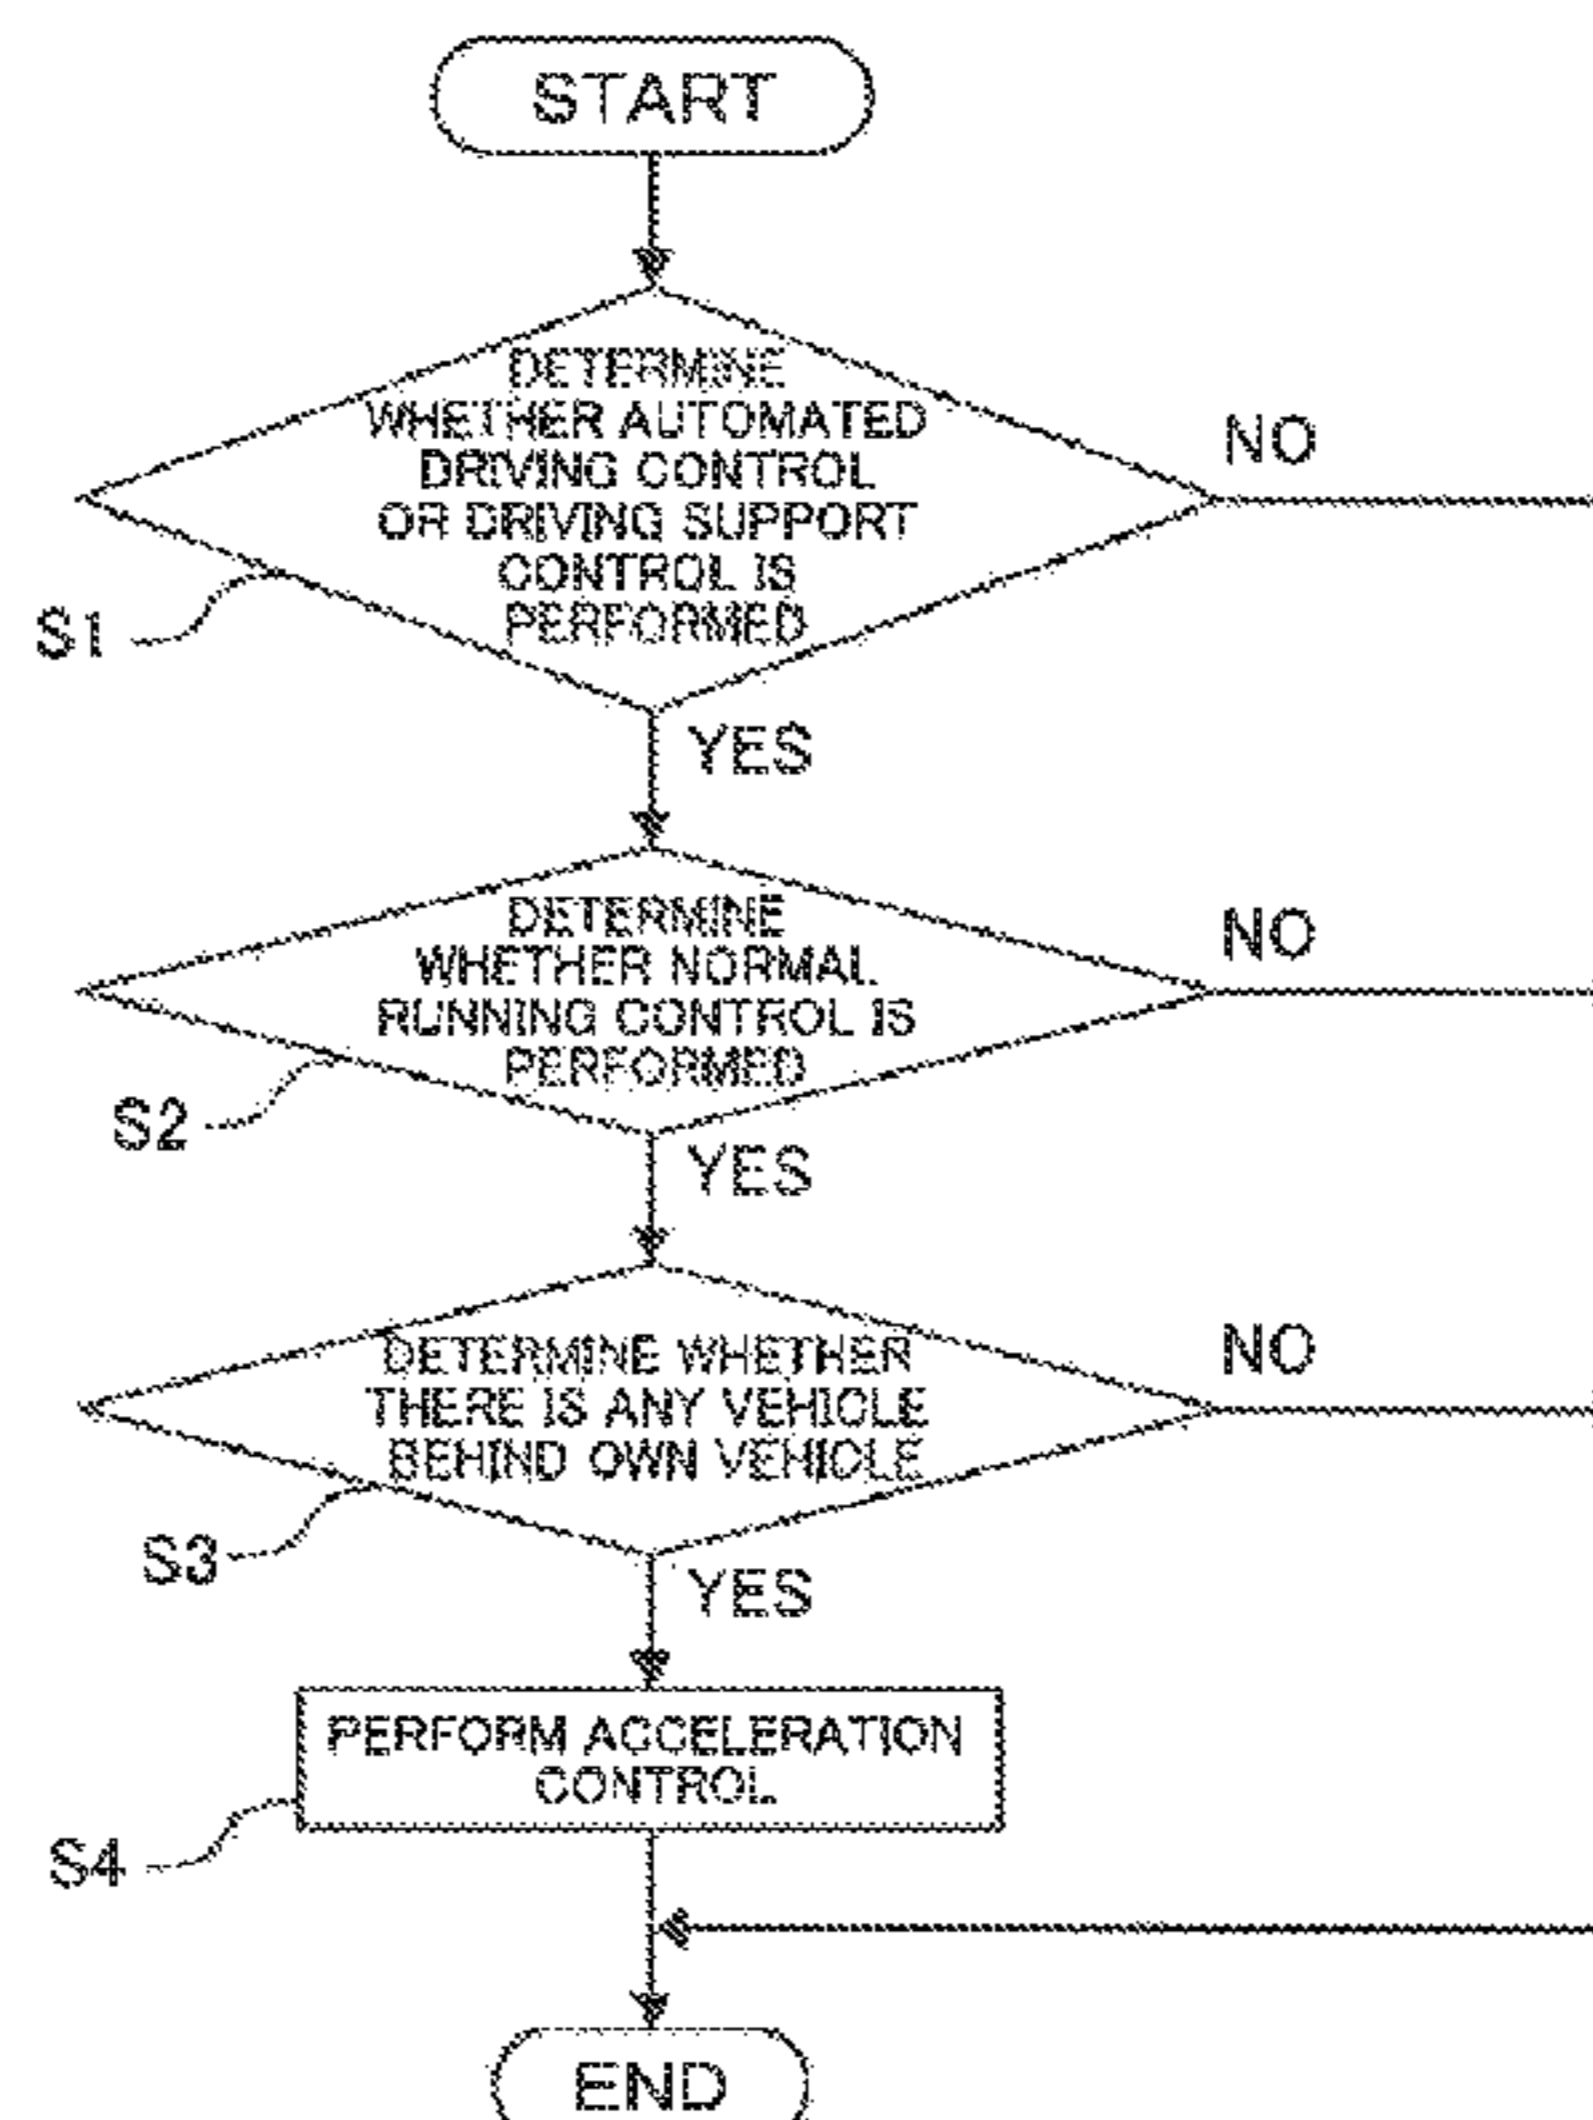 START
DETERMINE
WHETHER AUTOMATED
DRIVING CONTROL
OR DRIVING SUPPORT
CONTROL IS
PERFORMED
NO
S1
YES
DETERMINE
WHETHER NORMAL
RUNNING CONTROL IS
PERFORMED
NO
S2
YES
DETERMINE WHETHER
THERE IS ANY VEHICLE
BEHIND OWN VEHICLE
NO
S3
YES
PERFORM ACCELERATION
CONTROL
S4
END